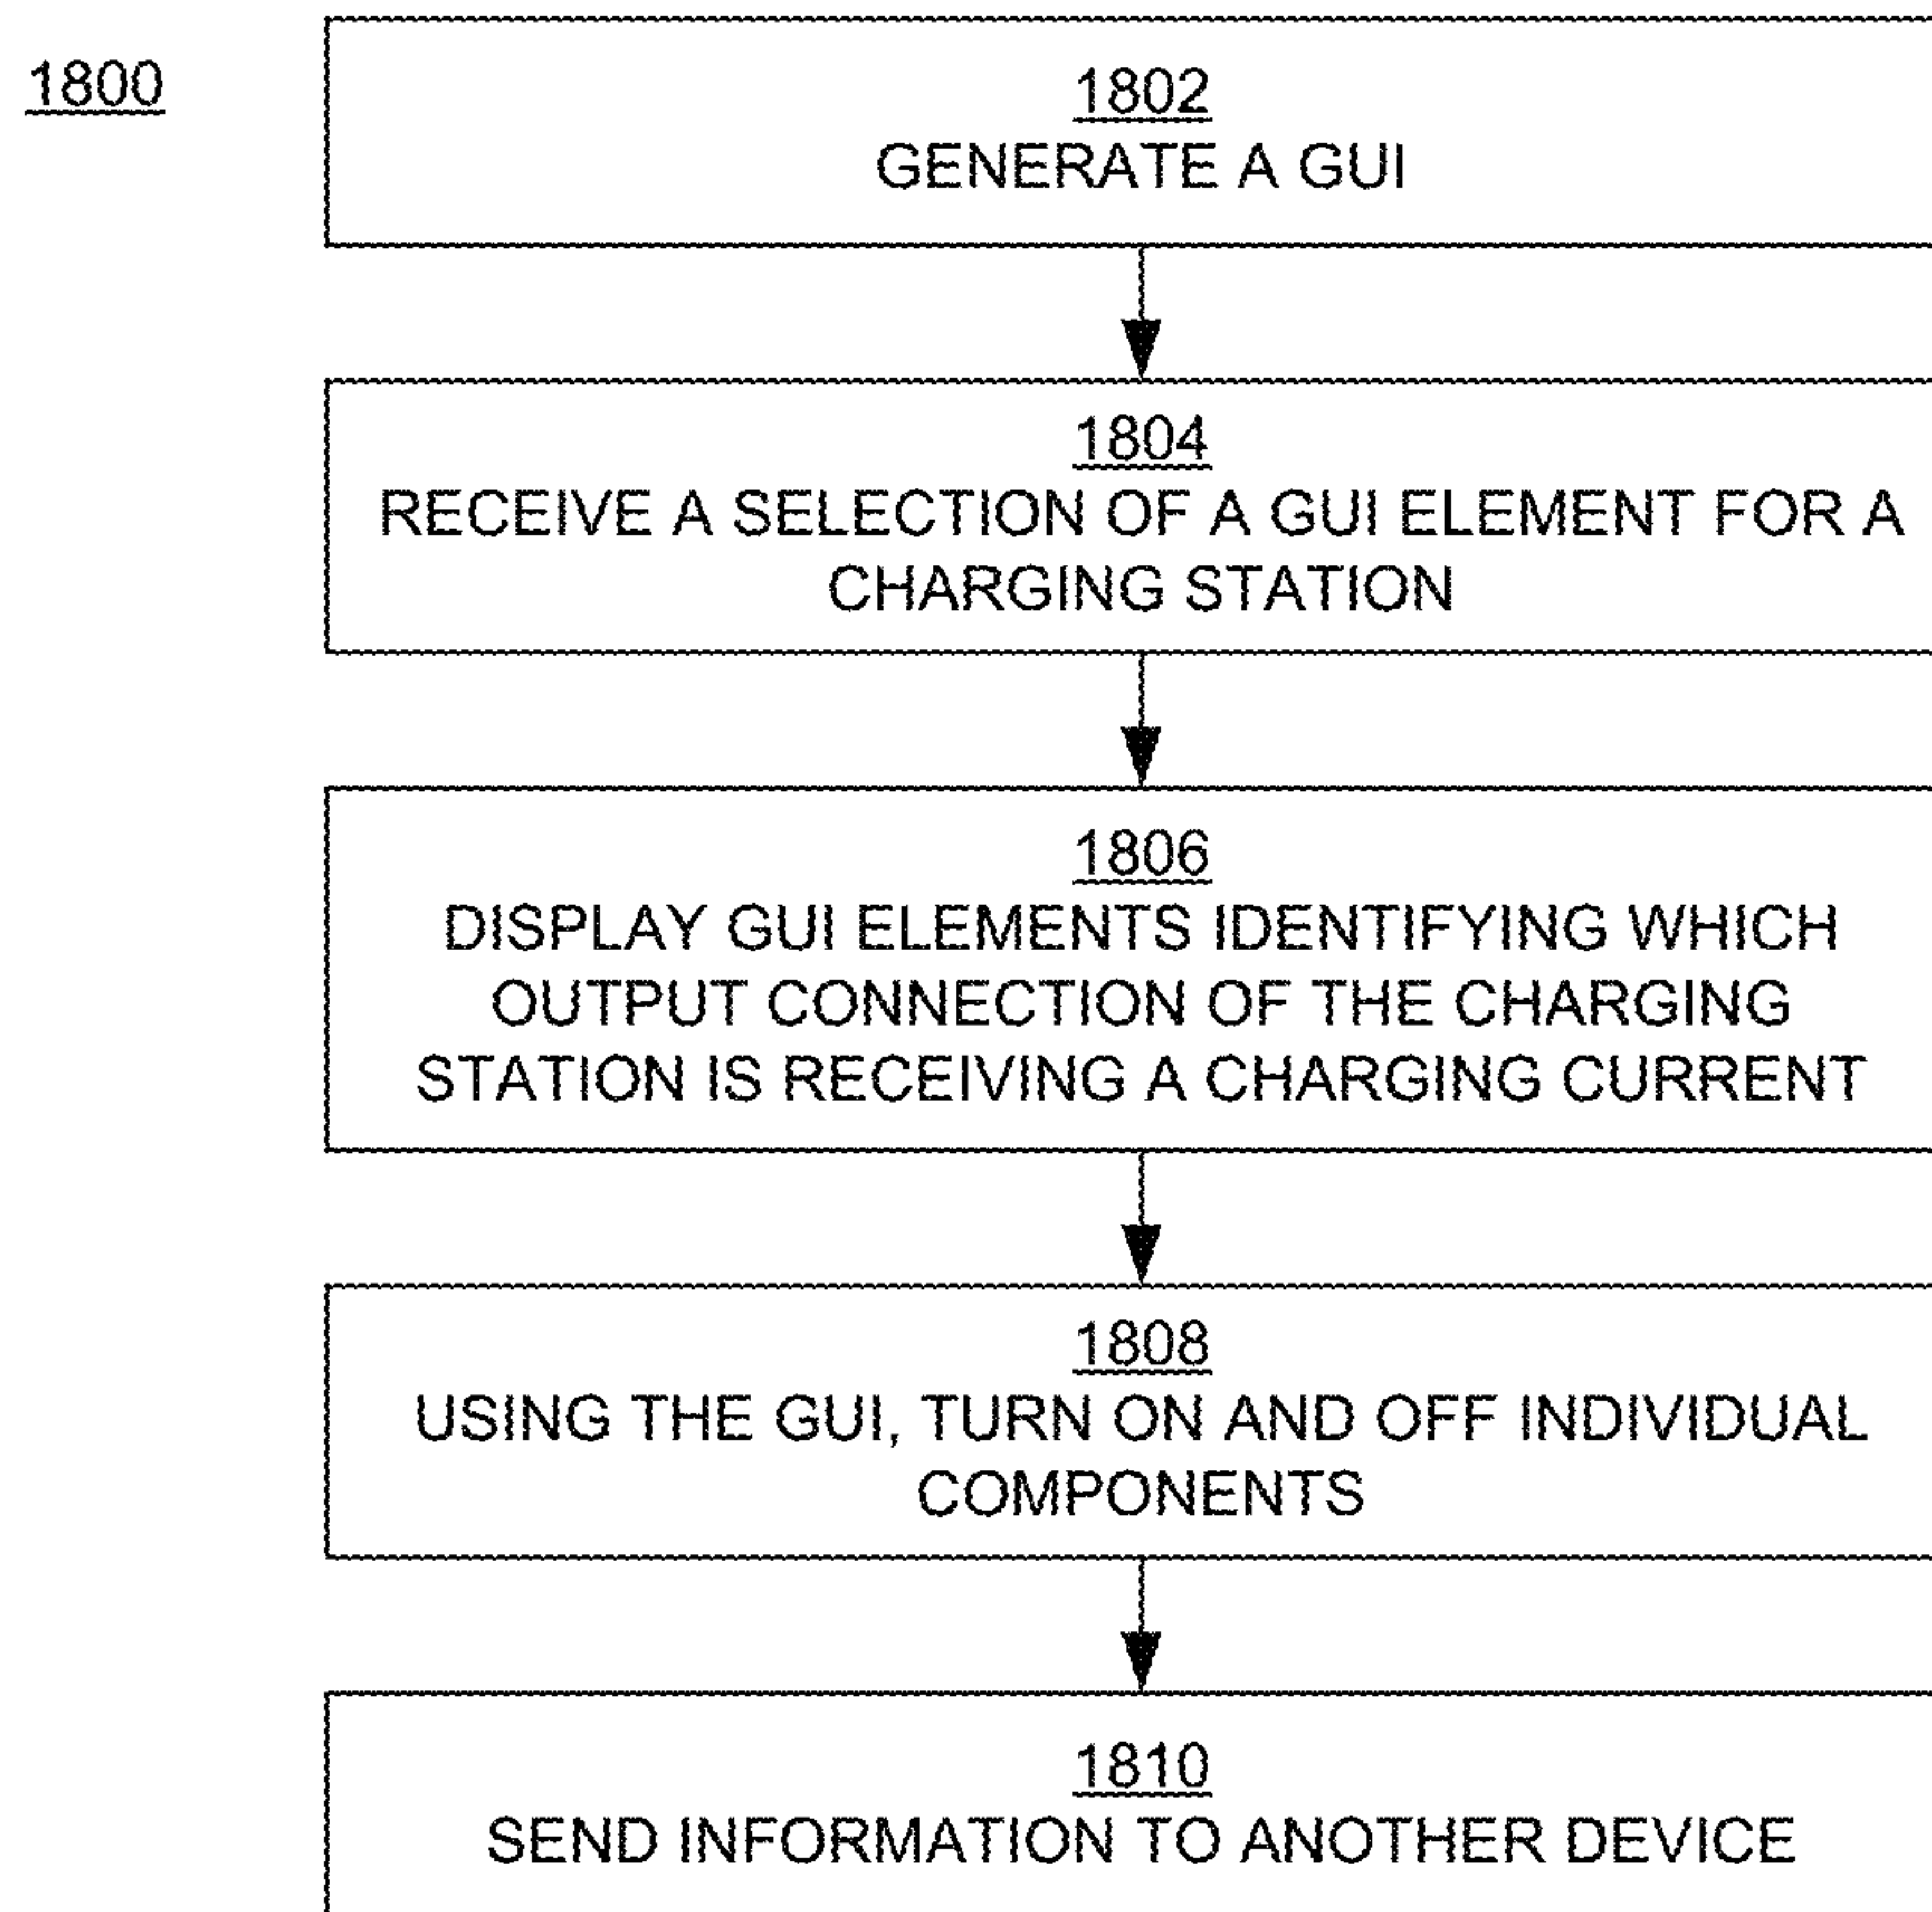 1800
1802
GENERATE A GUI
1804
RECEIVE A SELECTION OF A GUI ELEMENT FOR A
CHARGING STATION
1806
DISPLAY GUI ELEMENTS IDENTIFYING WHICH
OUTPUT CONNECTION OF THE CHARGING
STATION IS RECEIVING A CHARGING CURRENT
1808
USING THE GUI, TURN ON AND OFF INDIVIDUAL
COMPONENTS
1810
SEND INFORMATION TO ANOTHER DEVICE